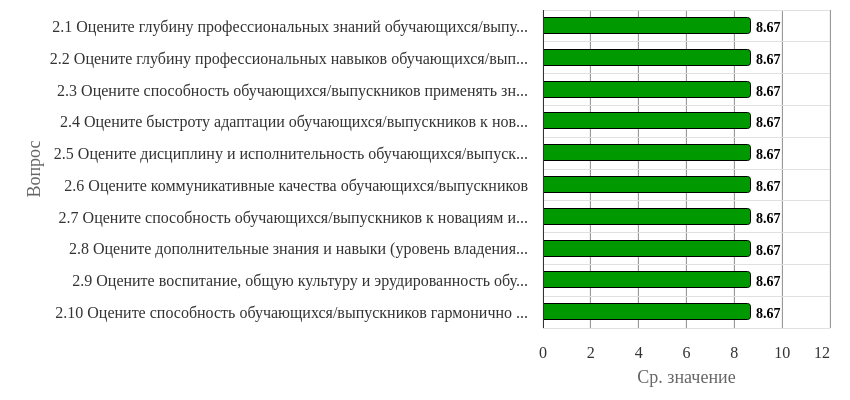 2.1 Оцените глубину профессиональных знаний обучающихся/выпу... 8.67
2.2 Оцените глубину профессиональных навыков обучающихся/вып... 8.67
2.3 Оцените способность обучающихся/выпускников применять зн... 8.67
2.4 Оцените быстроту адаптации обучающихся/выпускников к нов... 8.67
2.5 Оцените дисциплину и исполнительность обучающихся/выпуск... 8.67
2.6 Оцените коммуникативные качества обучающихся/выпускников 8.67
2.7 Оцените способность обучающихся/выпускников к новациям и... 8.67
2.8 Оцените дополнительные знания и навыки (уровень владения... 8.67
2.9 Оцените воспитание, общую культуру и эрудированность обу... 8.67
2.10 Оцените способность обучающихся/выпускников гармонично ... 8.67
Вопрос
0 2 4 6 8 10 12
Ср. значение